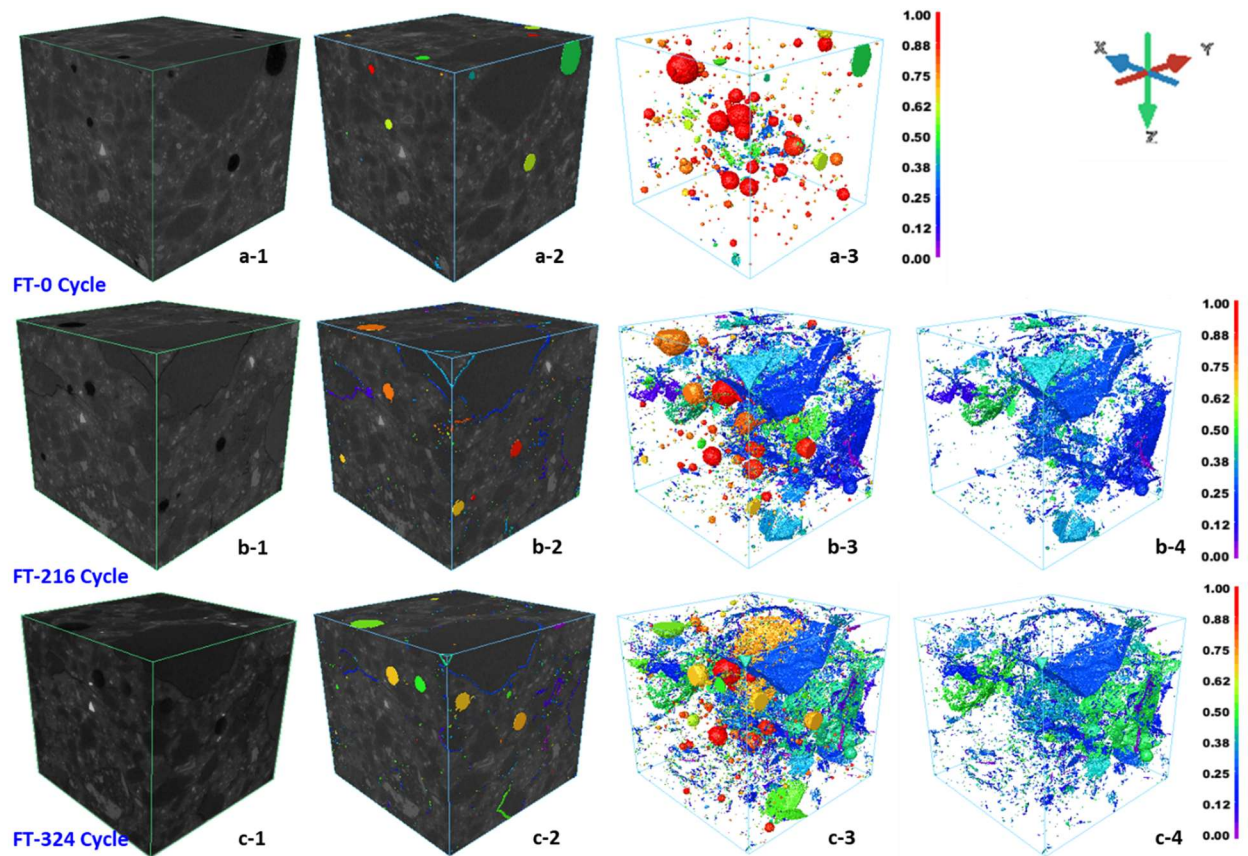 1.00
0.88
0.75
0.62
0.50
0.38
0.25
0.12
0.00
X
Y
Z
a-1
a-2
a-3
FT-0 Cycle
1.00
0.88
0.75
0.62
0.50
0.38
0.25
0.12
0.00
b-1
b-2
b-3
b-4
FT-216 Cycle
1.00
0.88
0.75
0.62
0.50
0.38
0.25
0.12
0.00
FT-324 Cycle
c-1
c-2
c-3
c-4